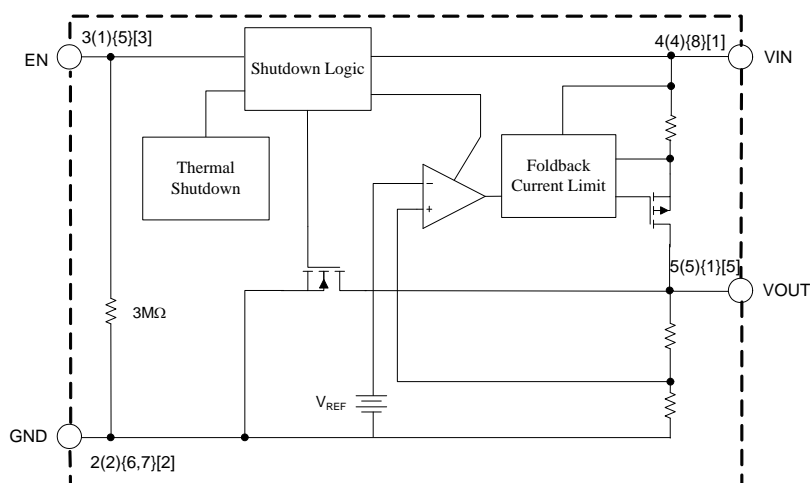 3(1){5}[3]
4(4){8}[1]
EN
VIN
Shutdown Logic
Thermal
Shutdown
Foldback
Current Limit
−
+
5(5){1}[5]
VOUT
3MΩ
VREF
GND
2(2){6,7}[2]